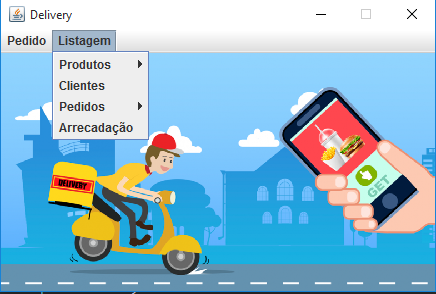 Delivery
Pedido Listagem
Produtos
Clientes
Pedidos
Arrecadação
DELIVERY
GET